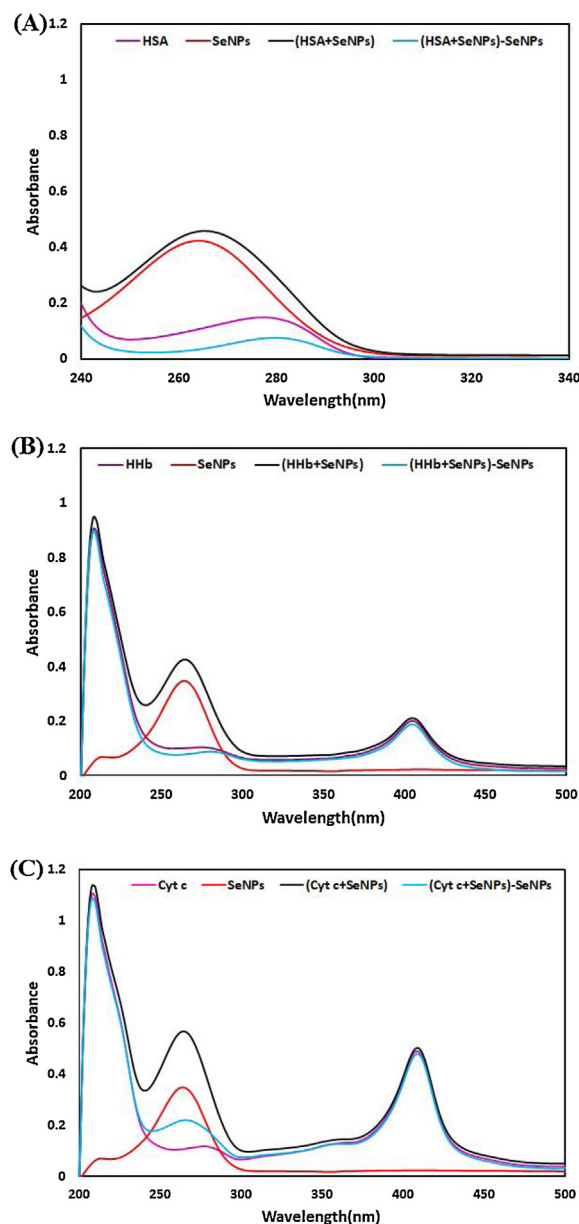 (A)
HSA SeNPs (HSA+SeNPs) (HSA+SeNPs)-SeNPs
1.2
1
0.8
0.6
0.4
0.2
0
Absorbance
240 260 280 300 320 340
Wavelength(nm)
(B)
HHb SeNPs (HHb+SeNPs) (HHb+SeNPs)-SeNPs
1.2
1
0.8
0.6
0.4
0.2
0
Absorbance
200 250 300 350 400 450 500
Wavelength(nm)
(C)
Cyt c SeNPs (Cyt c+SeNPs) (Cyt c+SeNPs)-SeNPs
1.2
1
0.8
0.6
0.4
0.2
0
Absorbance
200 250 300 350 400 450 500
Wavelength(nm)